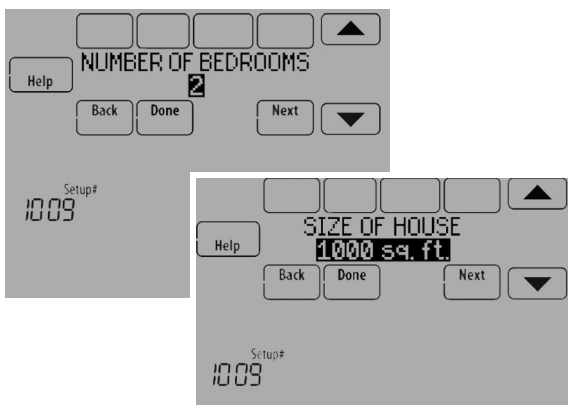 NUMBER OF BEDROOMS
Help
2
Back Done Next
Setup#
1009
SIZE OF HOUSE
Help
1000 sq. ft.
Back Done Next
Setup#
1009